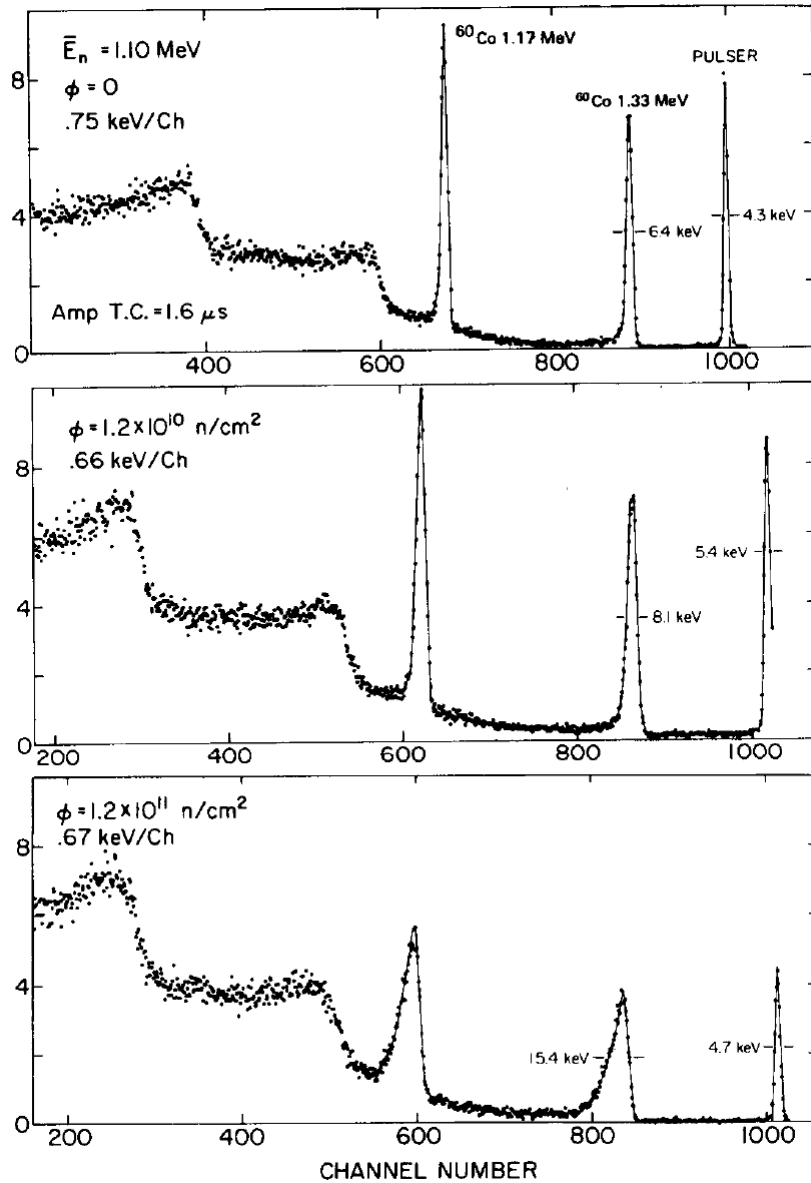 8
4
0
E̅n = 1.10 MeV
ϕ = 0
.75 keV/Ch
⁶⁰Co 1.17 MeV
⁶⁰Co 1.33 MeV
PULSER
6.4 keV
4.3 keV
Amp T.C. = 1.6 μs
400
600
800
1000
8
4
0
ϕ = 1.2 × 10¹⁰ n/cm²
.66 keV/Ch
5.4 keV
8.1 keV
200
400
600
800
1000
8
4
0
ϕ = 1.2 × 10¹¹ n/cm²
.67 keV/Ch
15.4 keV
4.7 keV
200
400
600
800
1000
CHANNEL NUMBER